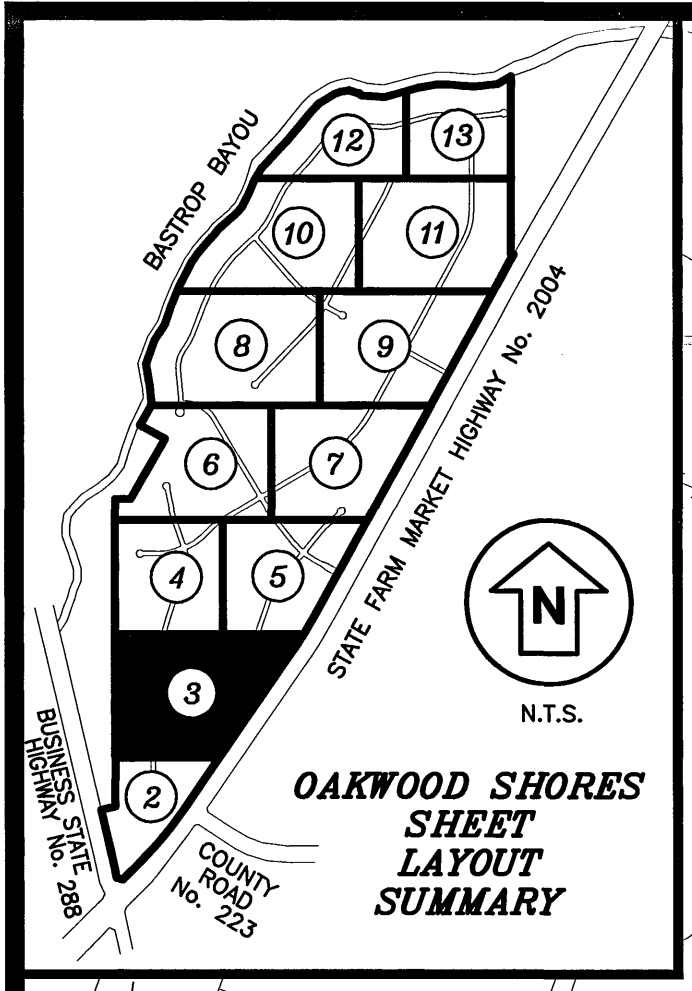 BASTROP BAYOU
12
13
10
11
8
9
6
7
4
5
3
2
STATE FARM MARKET HIGHWAY No. 2004
N
N.T.S.
BUSINESS STATE
HIGHWAY No. 288
COUNTY
ROAD
No. 223
OAKWOOD SHORES
SHEET
LAYOUT
SUMMARY